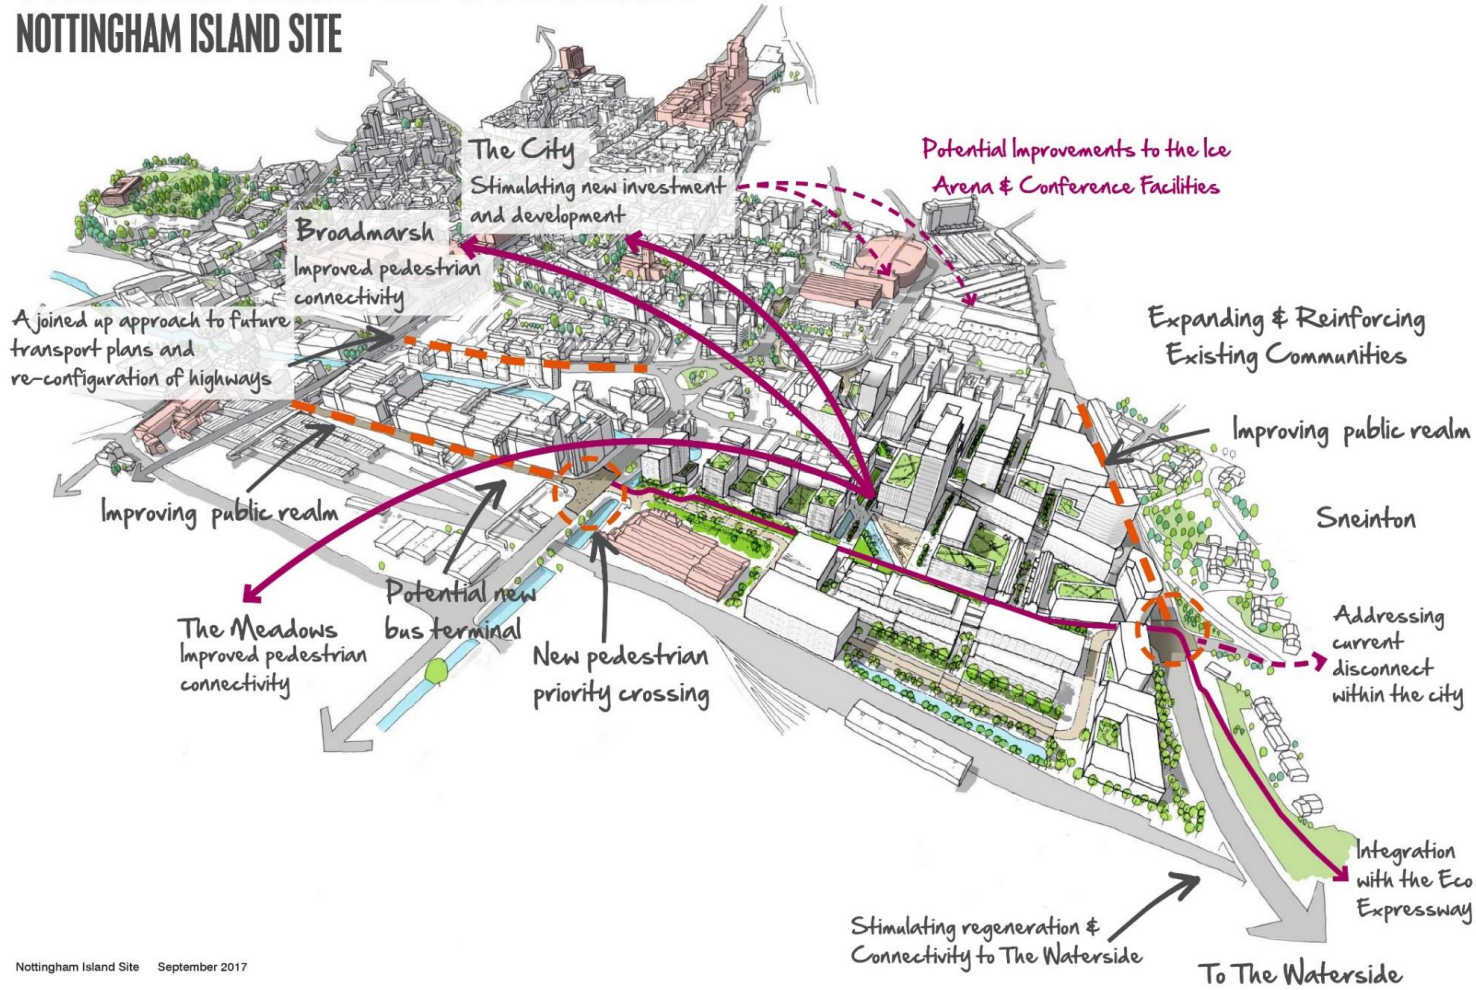 NOTTINGHAM ISLAND SITE
The City
Stimulating new investment
and development
Potential Improvements to the Ice
Arena & Conference Facilities
Broadmarsh
Improved pedestrian
connectivity
A joined up approach to future
transport plans and
re-configuration of highways
Expanding & Reinforcing
Existing Communities
Improving public realm
Improving public realm
Sneinton
Potential new
bus terminal
The Meadows
Improved pedestrian
connectivity
New pedestrian
priority crossing
Addressing
current
disconnect
within the city
Integration
with the Eco
Expressway
Stimulating regeneration &
Connectivity to The Waterside
To The Waterside
Nottingham Island Site September 2017